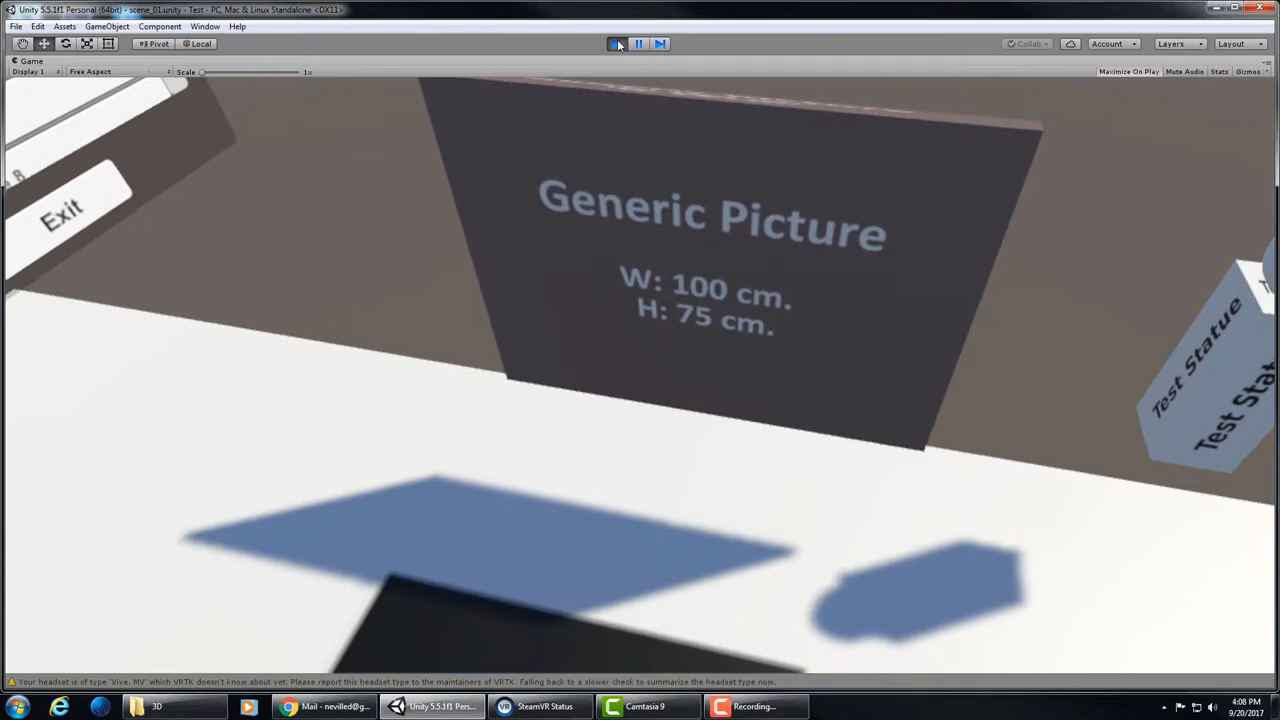 Unity 5.5.1f1 Personal (64bit) - scene_01.unity - Test - PC, Mac & Linux Standalone <DX11>
File Edit Assets GameObject Component Window Help
Pivot Local Collab Account Layers Layout
Game
Display 1 Free Aspect Scale 1x Maximize On Play Mute Audio Stats Gizmos
Exit
Generic Picture
W: 100 cm.
H: 75 cm.
Test Statue
Your headset is of type 'Vive. MV' which VRTK doesn't know about yet. Please report this headset type to the maintainers of VRTK. Falling back to a slower check to summarize the headset type now.
3D
Mail - nevilled@g...
Unity 5.5.1f1 Pers...
VR SteamVR Status
Camtasia 9
Recording...
4:08 PM
9/20/2017